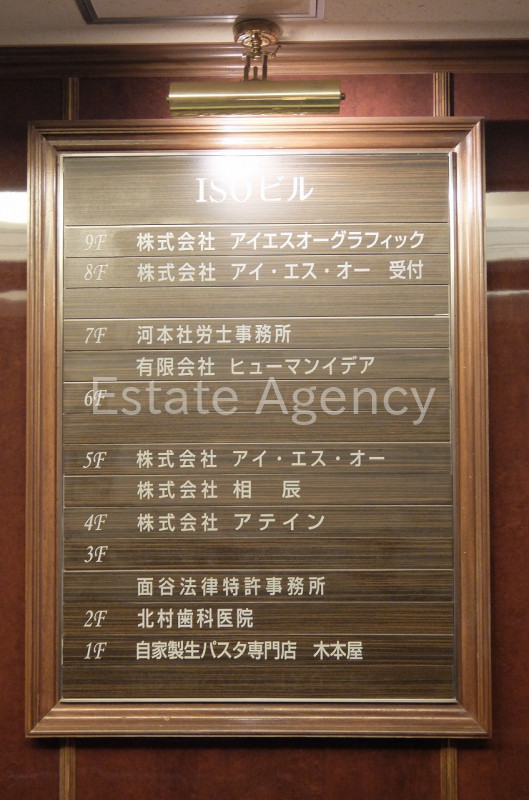 ISOビル
9F 株式会社 アイエスオーグラフィック
8F 株式会社 アイ・エス・オー 受付
7F 河本社労士事務所
有限会社 ヒューマンイデア
6F
Estate Agency
5F 株式会社 アイ・エス・オー
株式会社 相 辰
4F 株式会社 アテイン
3F
面谷法律特許事務所
2F 北村歯科医院
1F 自家製生パスタ専門店 木本屋